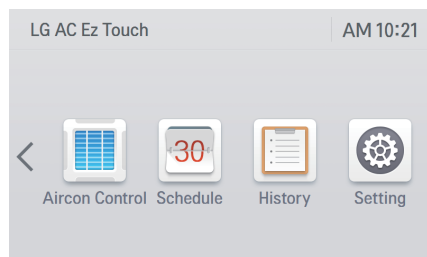 LG AC Ez Touch
AM 10:21
30
Aircon Control
Schedule
History
Setting